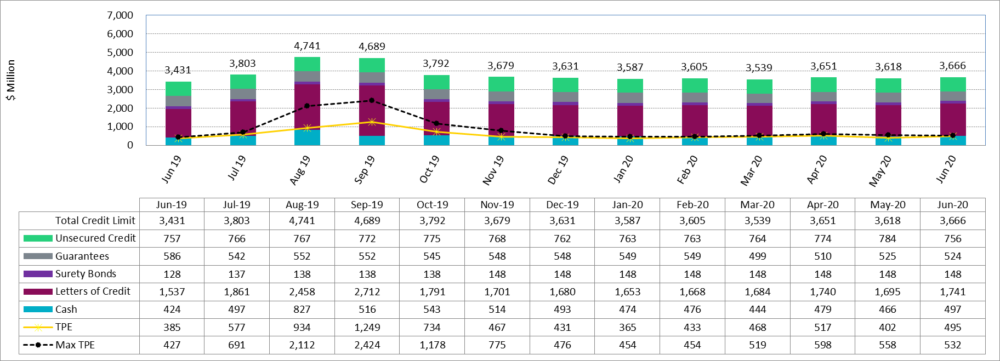 $ Million
7,000
6,000
5,000
4,000
3,000
2,000
1,000
0
3,431 3,803 4,741 4,689 3,792 3,679 3,631 3,587 3,605 3,539 3,651 3,618 3,666
Jun 19 Jul 19 Aug 19 Sep 19 Oct 19 Nov 19 Dec 19 Jan 20 Feb 20 Mar 20 Apr 20 May 20 Jun 20
Jun-19 Jul-19 Aug-19 Sep-19 Oct-19 Nov-19 Dec-19 Jan-20 Feb-20 Mar-20 Apr-20 May-20 Jun-20
Total Credit Limit 3,431 3,803 4,741 4,689 3,792 3,679 3,631 3,587 3,605 3,539 3,651 3,618 3,666
Unsecured Credit 757 766 767 772 775 768 762 763 763 764 774 784 756
Guarantees 586 542 552 552 545 548 548 549 549 499 510 525 524
Surety Bonds 128 137 138 138 138 148 148 148 148 148 148 148 148
Letters of Credit 1,537 1,861 2,458 2,712 1,791 1,701 1,680 1,653 1,668 1,684 1,740 1,695 1,741
Cash 424 497 827 516 543 514 493 474 476 444 479 466 497
TPE 385 577 934 1,249 734 467 431 365 433 468 517 402 495
Max TPE 427 691 2,112 2,424 1,178 775 476 454 454 519 598 558 532